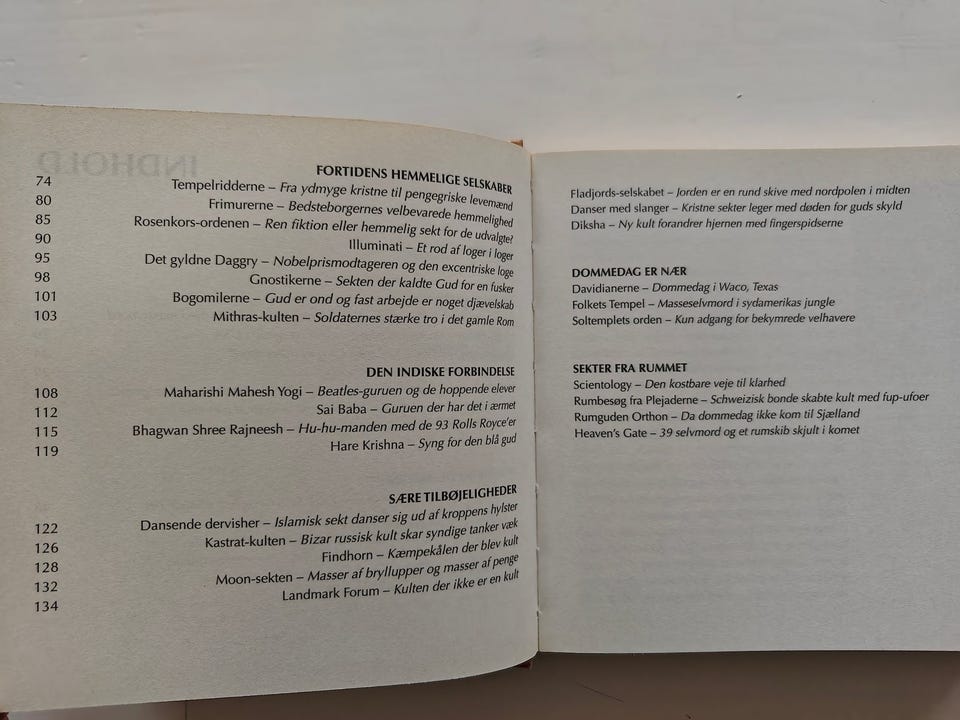 INDHOLD
FORTIDENS HEMMELIGE SELSKABER
74 Tempelridderne – Fra ydmyge kristne til pengegriske levemænd
80 Frimurerne – Bedsteborgernes velbevarede hemmelighed
85 Rosenkors-ordenen – Ren fiktion eller hemmelig sekt for de udvalgte?
90 Illuminati – Et rod af loger i loger
95 Det gyldne Daggry – Nobelprismodtageren og den excentriske loge
98 Gnostikerne – Sekten der kaldte Gud for en fusker
101 Bogomilerne – Gud er ond og fast arbejde er noget djævelskab
103 Mithras-kulten – Soldaternes stærke tro i det gamle Rom
DEN INDISKE FORBINDELSE
108 Maharishi Mahesh Yogi – Beatles-guruen og de hoppende elever
112 Sai Baba – Guruen der har det i ærmet
115 Bhagwan Shree Rajneesh – Hu-hu-manden med de 93 Rolls Royce'er
119 Hare Krishna – Syng for den blå gud
SÆRE TILBØJELIGHEDER
122 Dansende dervisher – Islamisk sekt danser sig ud af kroppens hylster
126 Kastrat-kulten – Bizar russisk kult skar syndige tanker væk
128 Findhorn – Kæmpekålen der blev kult
132 Moon-sekten – Masser af bryllupper og masser af penge
134 Landmark Forum – Kulten der ikke er en kult
Fladjords-selskabet – Jorden er en rund skive med nordpolen i midten
Danser med slanger – Kristne sekter leger med døden for guds skyld
Diksha – Ny kult forandrer hjernen med fingerspidserne
DOMMEDAG ER NÆR
Davidianerne – Dommedag i Waco, Texas
Folkets Tempel – Masseselvmord i sydamerikas jungle
Soltemplets orden – Kun adgang for bekymrede velhavere
SEKTER FRA RUMMET
Scientology – Den kostbare veje til klarhed
Rumbesøg fra Plejaderne – Schweizisk bonde skabte kult med fup-ufoer
Rumguden Orthon – Da dommedag ikke kom til Sjælland
Heaven's Gate – 39 selvmord og et rumskib skjult i komet